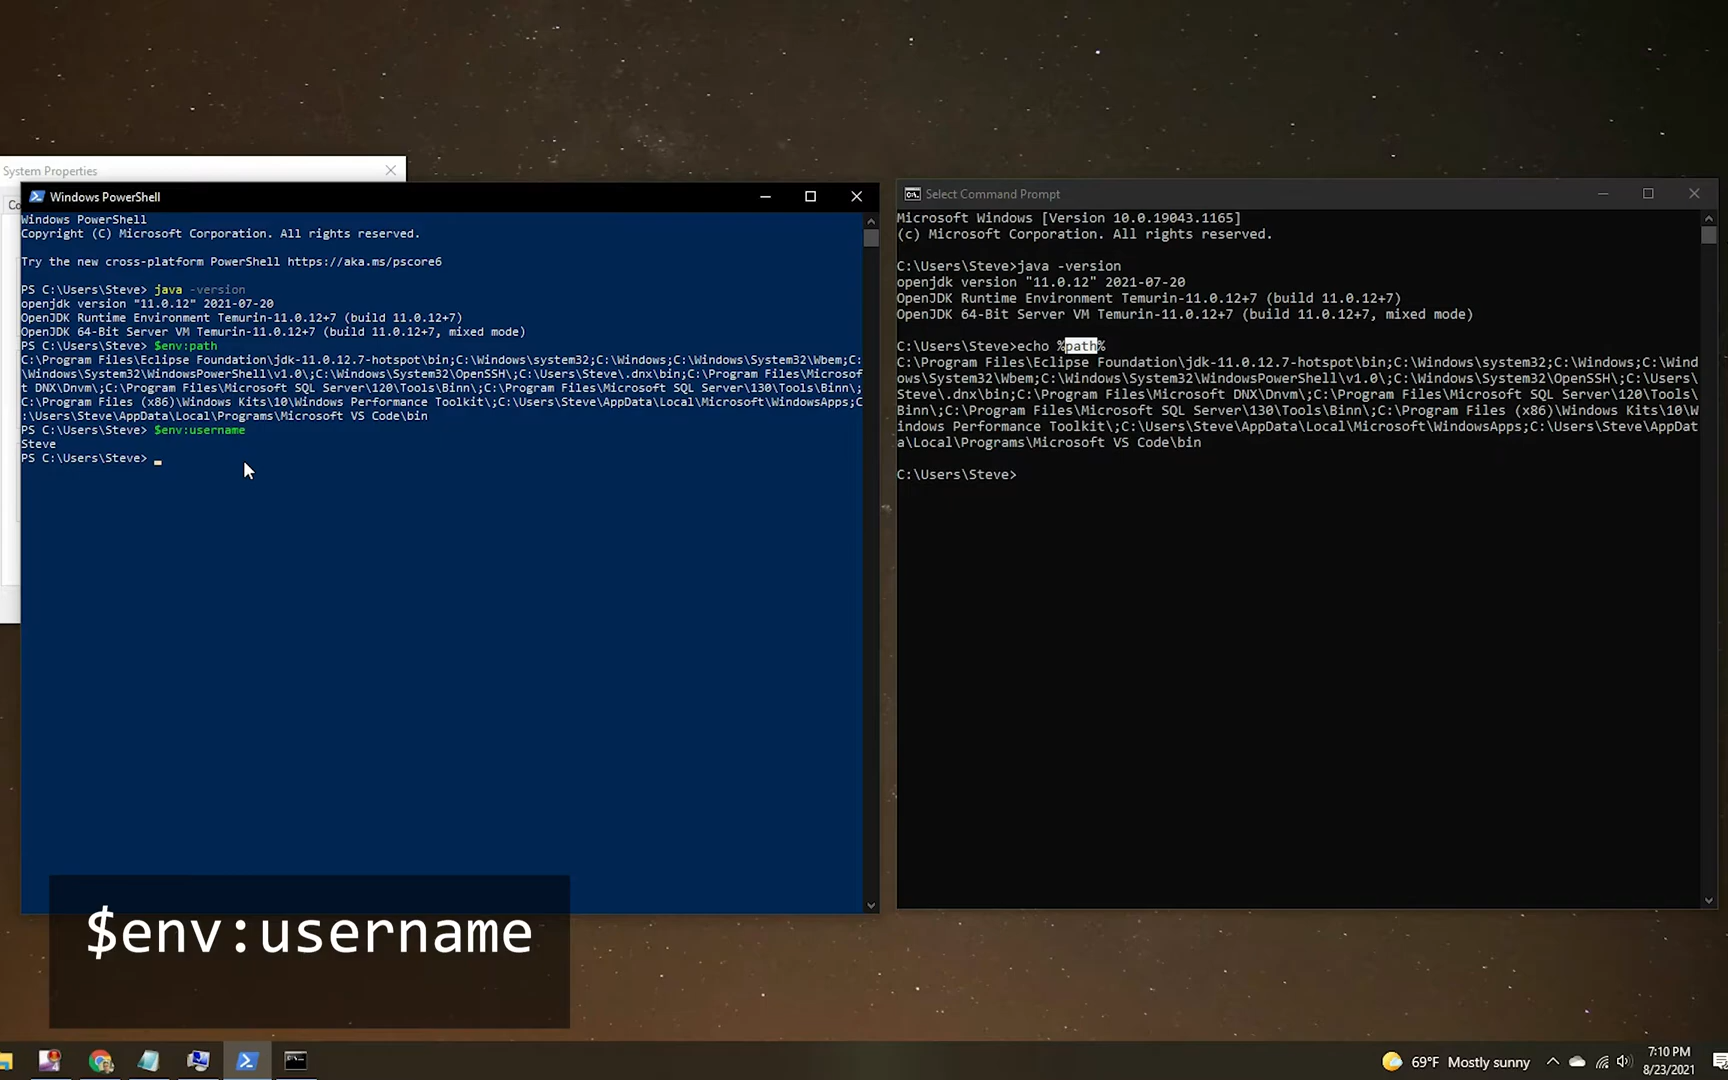 System Properties
Co
Windows PowerShell
Windows PowerShell
Copyright (C) Microsoft Corporation. All rights reserved.
Try the new cross-platform PowerShell https://aka.ms/pscore6
PS C:\Users\Steve> java -version
openjdk version "11.0.12" 2021-07-20
OpenJDK Runtime Environment Temurin-11.0.12+7 (build 11.0.12+7)
OpenJDK 64-Bit Server VM Temurin-11.0.12+7 (build 11.0.12+7, mixed mode)
PS C:\Users\Steve> $env:path
C:\Program Files\Eclipse Foundation\jdk-11.0.12.7-hotspot\bin;C:\Windows\system32;C:\Windows;C:\Windows\System32\Wbem;C:
\Windows\System32\WindowsPowerShell\v1.0\;C:\Windows\System32\OpenSSH\;C:\Users\Steve\.dnx\bin;C:\Program Files\Microsof
t DNX\Dnvm\;C:\Program Files\Microsoft SQL Server\120\Tools\Binn\;C:\Program Files\Microsoft SQL Server\130\Tools\Binn\;
C:\Program Files (x86)\Windows Kits\10\Windows Performance Toolkit\;C:\Users\Steve\AppData\Local\Microsoft\WindowsApps;C
:\Users\Steve\AppData\Local\Programs\Microsoft VS Code\bin
PS C:\Users\Steve> $env:username
Steve
PS C:\Users\Steve>
Select Command Prompt
Microsoft Windows [Version 10.0.19043.1165]
(c) Microsoft Corporation. All rights reserved.
C:\Users\Steve>java -version
openjdk version "11.0.12" 2021-07-20
OpenJDK Runtime Environment Temurin-11.0.12+7 (build 11.0.12+7)
OpenJDK 64-Bit Server VM Temurin-11.0.12+7 (build 11.0.12+7, mixed mode)
C:\Users\Steve>echo %path%
C:\Program Files\Eclipse Foundation\jdk-11.0.12.7-hotspot\bin;C:\Windows\system32;C:\Windows;C:\Wind
ows\System32\Wbem;C:\Windows\System32\WindowsPowerShell\v1.0\;C:\Windows\System32\OpenSSH\;C:\Users\
Steve\.dnx\bin;C:\Program Files\Microsoft DNX\Dnvm\;C:\Program Files\Microsoft SQL Server\120\Tools\
Binn\;C:\Program Files\Microsoft SQL Server\130\Tools\Binn\;C:\Program Files (x86)\Windows Kits\10\W
indows Performance Toolkit\;C:\Users\Steve\AppData\Local\Microsoft\WindowsApps;C:\Users\Steve\AppDat
a\Local\Programs\Microsoft VS Code\bin
C:\Users\Steve>
$env:username
69°F Mostly sunny
7:10 PM
8/23/2021